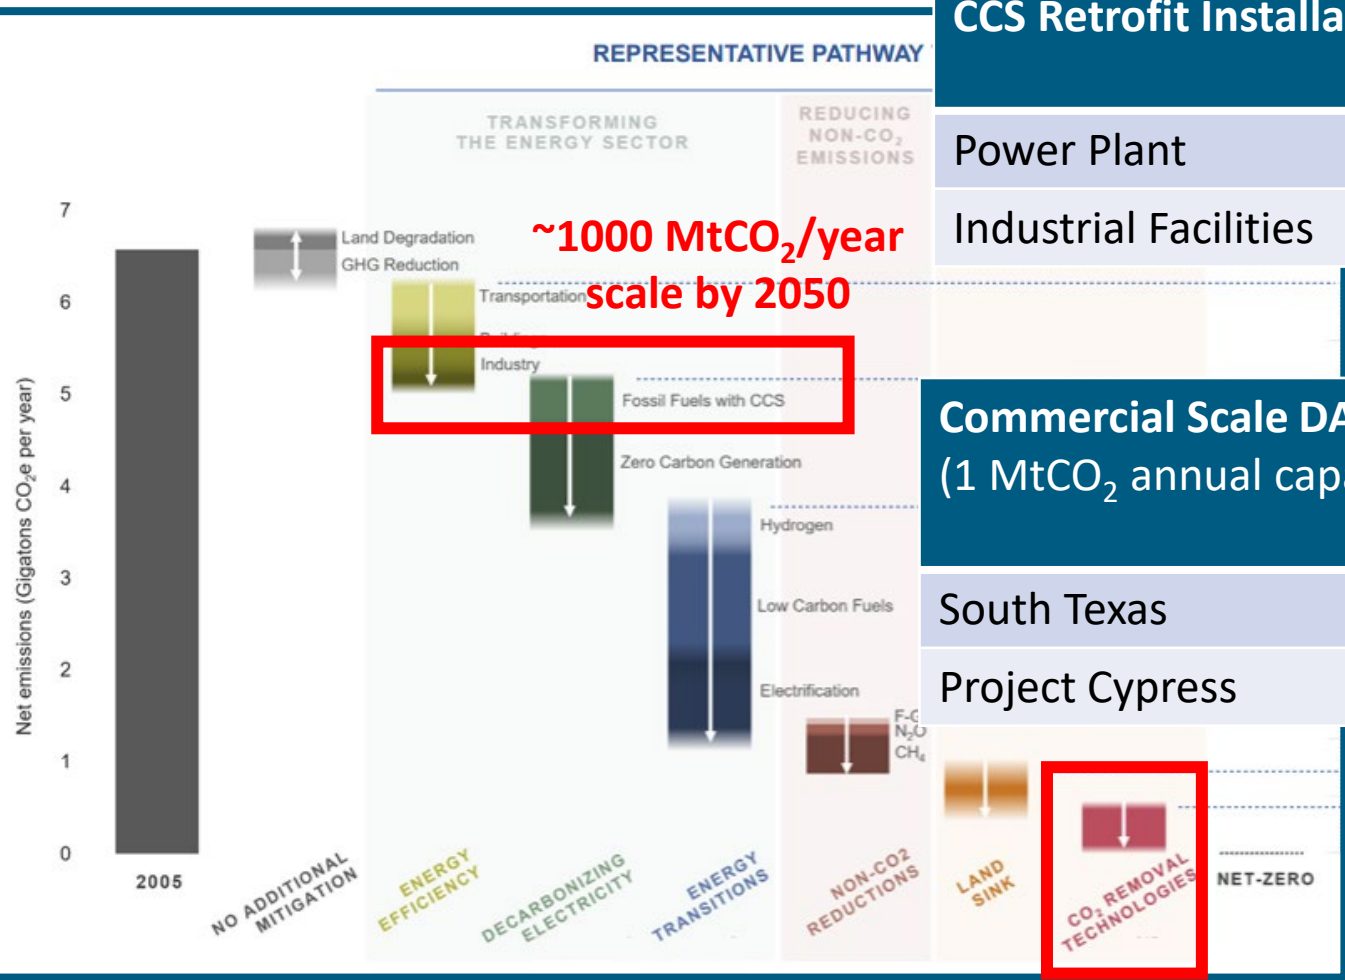 CCS Retrofit Installa
REPRESENTATIVE PATHWAY
TRANSFORMING
THE ENERGY SECTOR
REDUCING
NON-CO₂
EMISSIONS
Power Plant
Industrial Facilities
~1000 MtCO₂/year
scale by 2050
Net emissions (Gigatons CO₂e per year)
7
6
5
4
3
2
1
0
Land Degradation
GHG Reduction
Transportation
Industry
Fossil Fuels with CCS
Zero Carbon Generation
Hydrogen
Low Carbon Fuels
Electrification
F-G
N₂O
CH₄
Commercial Scale DA
(1 MtCO₂ annual capa
South Texas
Project Cypress
2005
NO ADDITIONAL
MITIGATION
ENERGY
EFFICIENCY
DECARBONIZING
ELECTRICITY
ENERGY
TRANSITIONS
NON-CO2
REDUCTIONS
LAND
SINK
CO₂ REMOVAL
TECHNOLOGIES
NET-ZERO